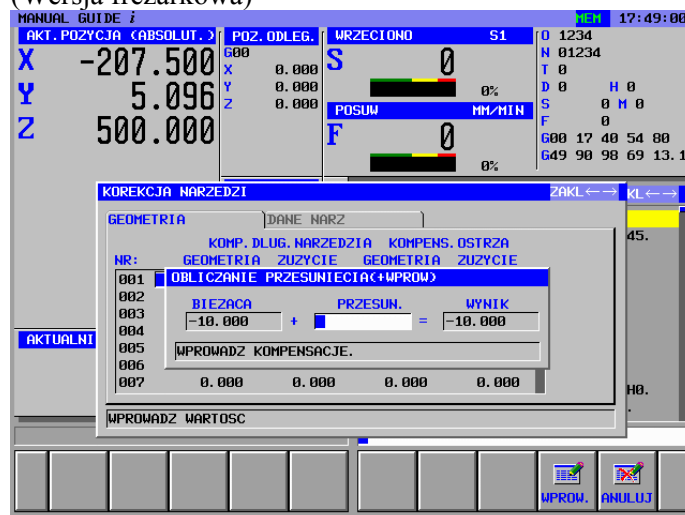 (Wersja frezarkowa)
MANUAL GUIDE i MEM 17:49:00
AKT.POZYCJA (ABSOLUT.) POZ.ODLEG. WRZECIONO S1 O 1234
X -207.500 G00 S 0 N 01234
Y 5.096 X 0.000 0% T 0
Z 500.000 Y 0.000 D 0 H 0
Z 0.000 POSUW MM/MIN S 0 M 0
F 0 F 0
0% G00 17 40 54 80
G49 90 98 69 13.1
KOREKCJA NARZEDZI ZAKL←→ KL←→
GEOMETRIA DANE NARZ 45.
KOMP.DLUG.NARZEDZIA KOMPENS.OSTRZA
NR: GEOMETRIA ZUZYCIE GEOMETRIA ZUZYCIE
001 OBLICZANIE PRZESUNIECIA(+WPROW)
002 BIEZACA PRZESUN. WYNIK
003 -10.000 + = -10.000
004
AKTUALNI
005 WPROWADZ KOMPENSACJE.
006
007 0.000 0.000 0.000 0.000 H0.
WPROWADZ WARTOSC .
WPROW. ANULUJ